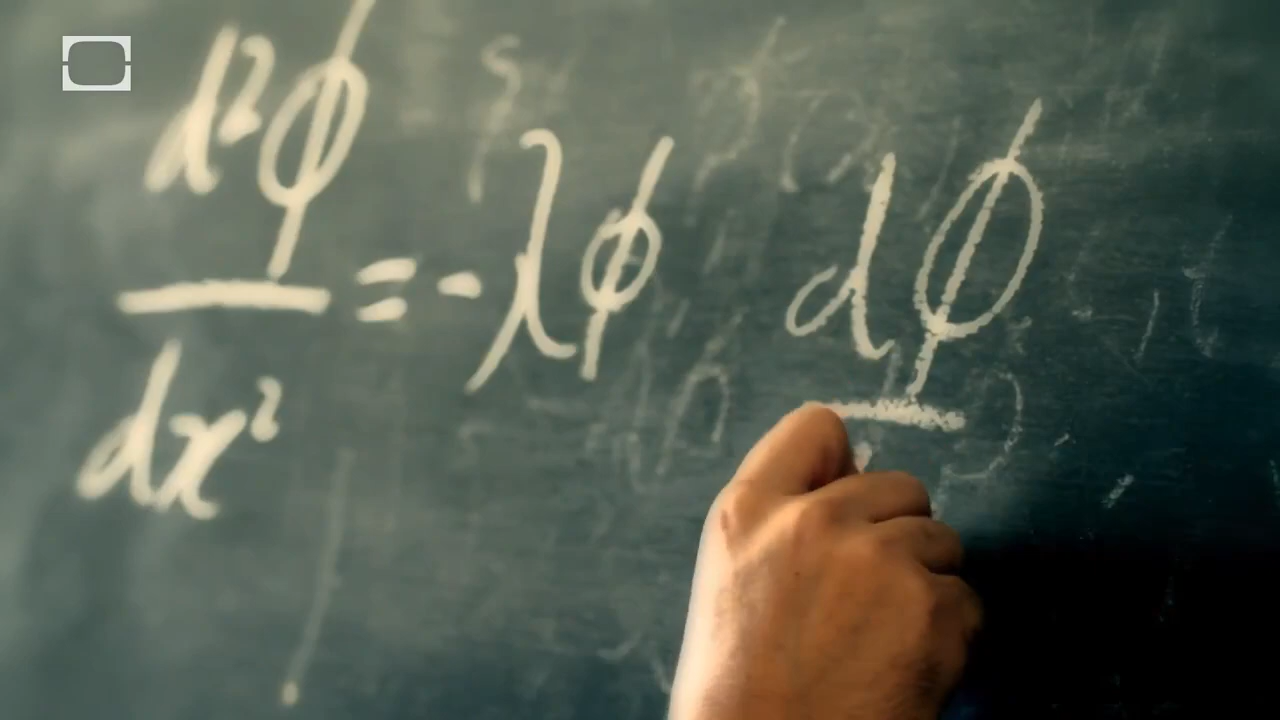 d²ϕ/dx² = -λϕ dϕ